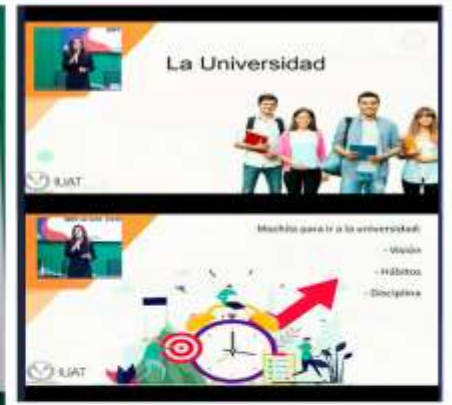 La Universidad
IUAT
Mochila para ir a la universidad:
- Visión
- Hábitos
- Disciplina
IUAT